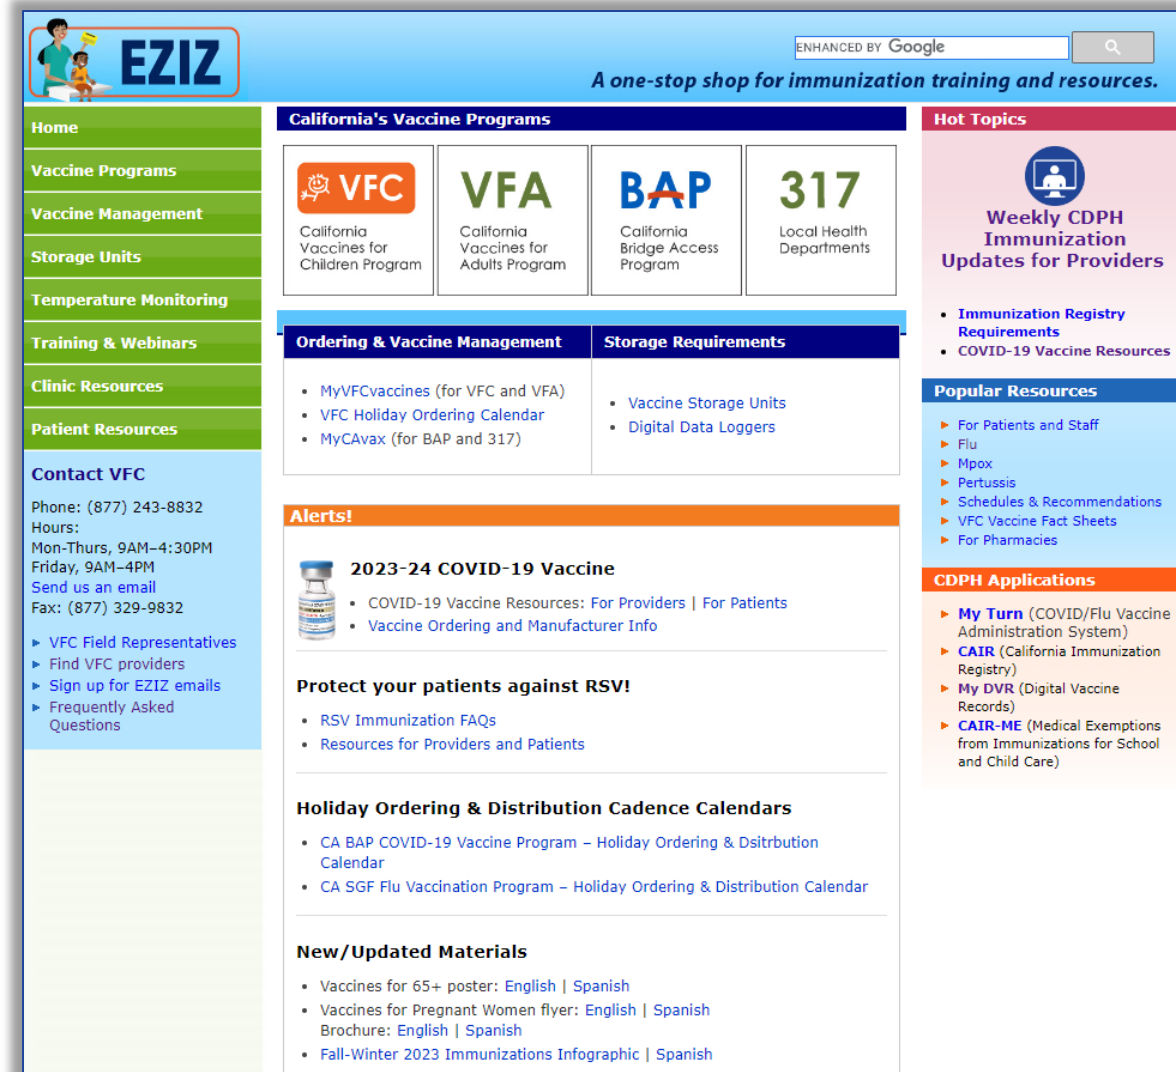 EZIZ
ENHANCED BY Google
A one-stop shop for immunization training and resources.
Home
Vaccine Programs
Vaccine Management
Storage Units
Temperature Monitoring
Training & Webinars
Clinic Resources
Patient Resources
Contact VFC
Phone: (877) 243-8832
Hours:
Mon-Thurs, 9AM–4:30PM
Friday, 9AM–4PM
Send us an email
Fax: (877) 329-9832
VFC Field Representatives
Find VFC providers
Sign up for EZIZ emails
Frequently Asked
Questions
California's Vaccine Programs
VFC
California
Vaccines for
Children Program
VFA
California
Vaccines for
Adults Program
BAP
California
Bridge Access
Program
317
Local Health
Departments
Ordering & Vaccine Management
• MyVFCvaccines (for VFC and VFA)
• VFC Holiday Ordering Calendar
• MyCAvax (for BAP and 317)
Storage Requirements
• Vaccine Storage Units
• Digital Data Loggers
Alerts!
2023-24 COVID-19 Vaccine
• COVID-19 Vaccine Resources: For Providers | For Patients
• Vaccine Ordering and Manufacturer Info
Protect your patients against RSV!
• RSV Immunization FAQs
• Resources for Providers and Patients
Holiday Ordering & Distribution Cadence Calendars
• CA BAP COVID-19 Vaccine Program – Holiday Ordering & Dsitrbution
Calendar
• CA SGF Flu Vaccination Program – Holiday Ordering & Distribution Calendar
New/Updated Materials
• Vaccines for 65+ poster: English | Spanish
• Vaccines for Pregnant Women flyer: English | Spanish
Brochure: English | Spanish
• Fall-Winter 2023 Immunizations Infographic | Spanish
Hot Topics
Weekly CDPH
Immunization
Updates for Providers
• Immunization Registry
Requirements
• COVID-19 Vaccine Resources
Popular Resources
For Patients and Staff
Flu
Mpox
Pertussis
Schedules & Recommendations
VFC Vaccine Fact Sheets
For Pharmacies
CDPH Applications
My Turn (COVID/Flu Vaccine
Administration System)
CAIR (California Immunization
Registry)
My DVR (Digital Vaccine
Records)
CAIR-ME (Medical Exemptions
from Immunizations for School
and Child Care)